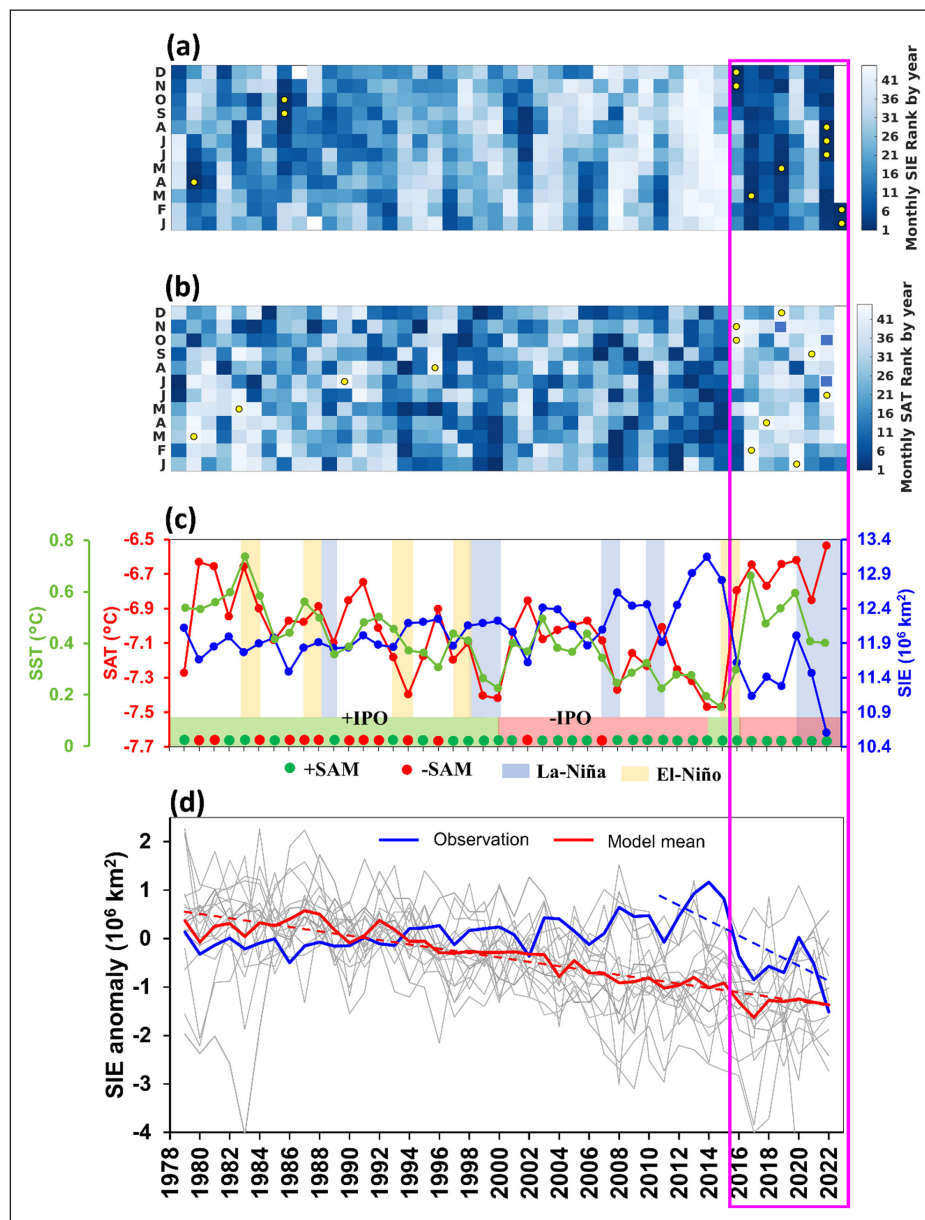 (a)
D
N
O
S
A
J
J
M
A
M
F
J
41
36
31
26
21
16
11
6
1
Monthly SIE Rank by year
(b)
D
N
O
S
A
J
J
M
A
M
F
J
41
36
31
26
21
16
11
6
1
Monthly SAT Rank by year
(c)
SST (°C)
0.8
0.6
0.4
0.2
0
SAT (°C)
-6.5
-6.7
-6.9
-7.1
-7.3
-7.5
-7.7
13.4
12.9
12.4
11.9
11.4
10.9
10.4
SIE (10⁶ km²)
+IPO
-IPO
+SAM
-SAM
La-Niña
El-Niño
(d)
Observation
Model mean
SIE anomaly (10⁶ km²)
2
1
0
-1
-2
-3
-4
1978
1980
1982
1984
1986
1988
1990
1992
1994
1996
1998
2000
2002
2004
2006
2008
2010
2012
2014
2016
2018
2020
2022